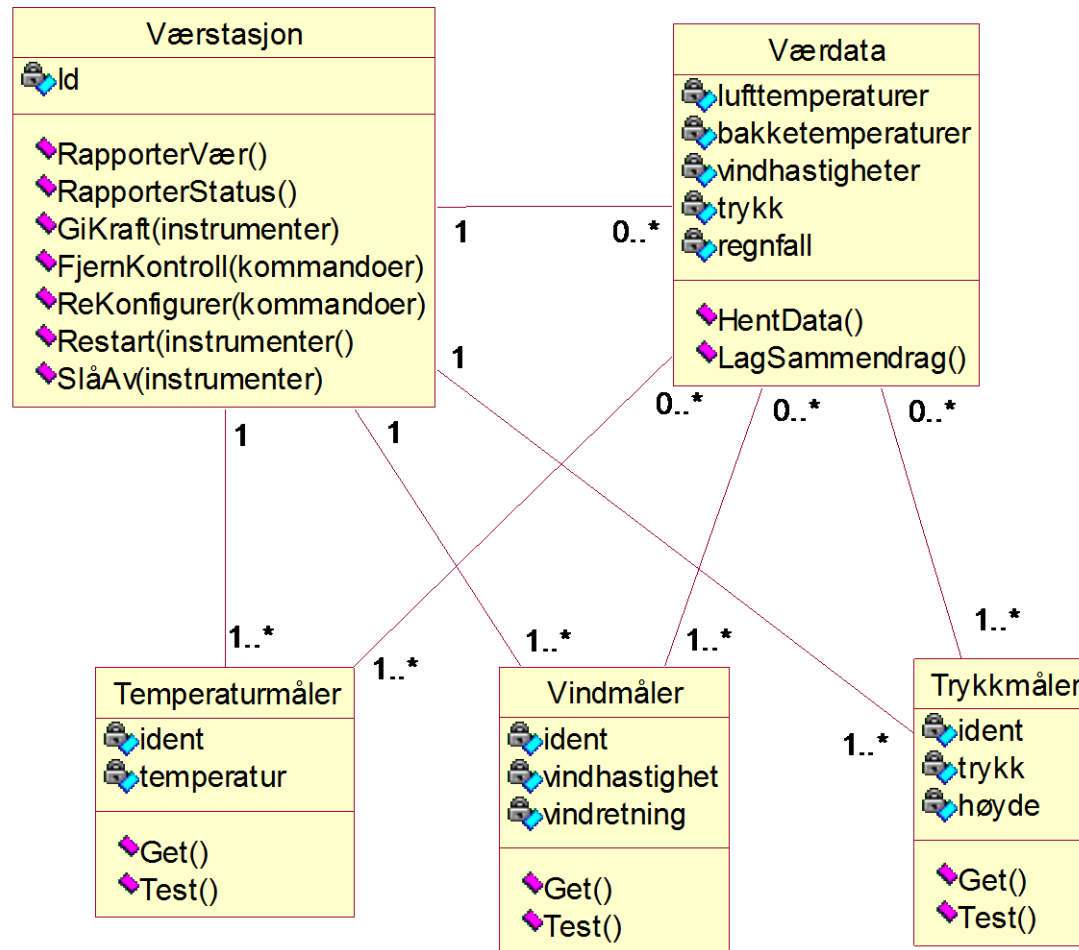 Værstasjon
Id
RapporterVær()
RapporterStatus()
GiKraft(instrumenter)
FjernKontroll(kommandoer)
ReKonfigurer(kommandoer)
Restart(instrumenter()
SlåAv(instrumenter)
Værdata
lufttemperaturer
bakketemperaturer
vindhastigheter
trykk
regnfall
HentData()
LagSammendrag()
1
0..*
1
1
1
0..*
0..*
0..*
1..*
1..*
1..*
1..*
1..*
1..*
Temperaturmåler
ident
temperatur
Get()
Test()
Vindmåler
ident
vindhastighet
vindretning
Get()
Test()
Trykkmåler
ident
trykk
høyde
Get()
Test()